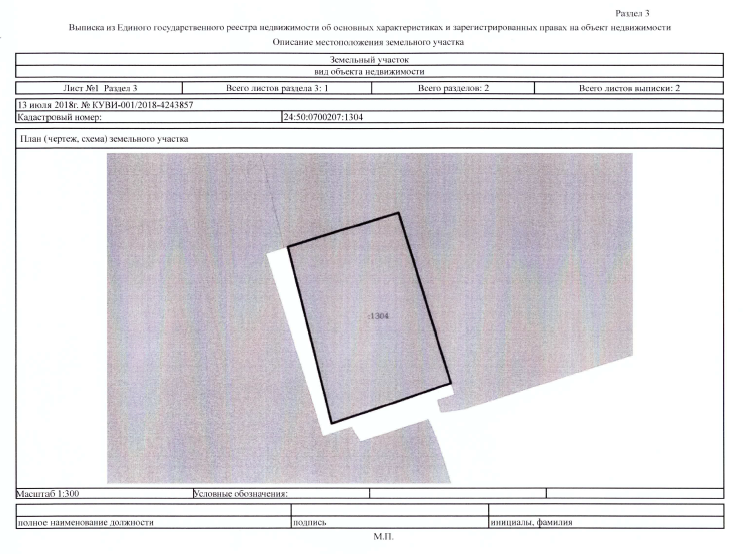 Раздел 3
Выписка из Единого государственного реестра недвижимости об основных характеристиках и зарегистрированных правах на объект недвижимости
Описание местоположения земельного участка
Земельный участок
вид объекта недвижимости
Лист №1 Раздел 3 Всего листов раздела 3: 1 Всего разделов: 2 Всего листов выписки: 2
13 июля 2018г. № КУВИ-001/2018-4243857
Кадастровый номер: 24:50:0700207:1304
План (чертеж, схема) земельного участка
:1304
Масштаб 1:300 Условные обозначения:
полное наименование должности подпись инициалы, фамилия
М.П.